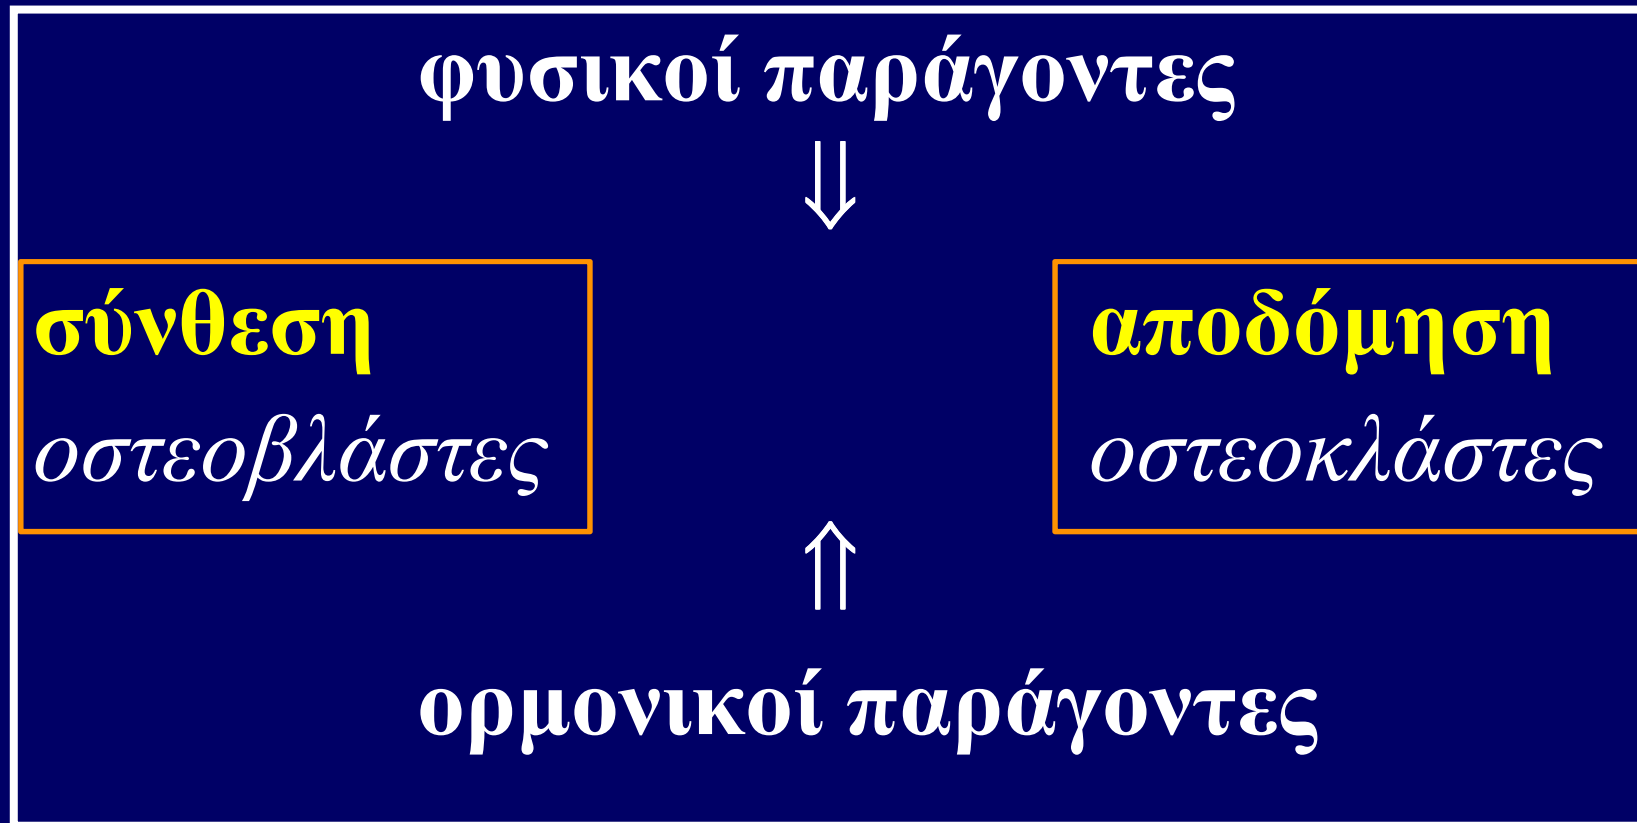 φυσικοί παράγοντες
⇓
σύνθεση
οστεοβλάστες
αποδόμηση
οστεοκλάστες
⇑
ορμονικοί παράγοντες